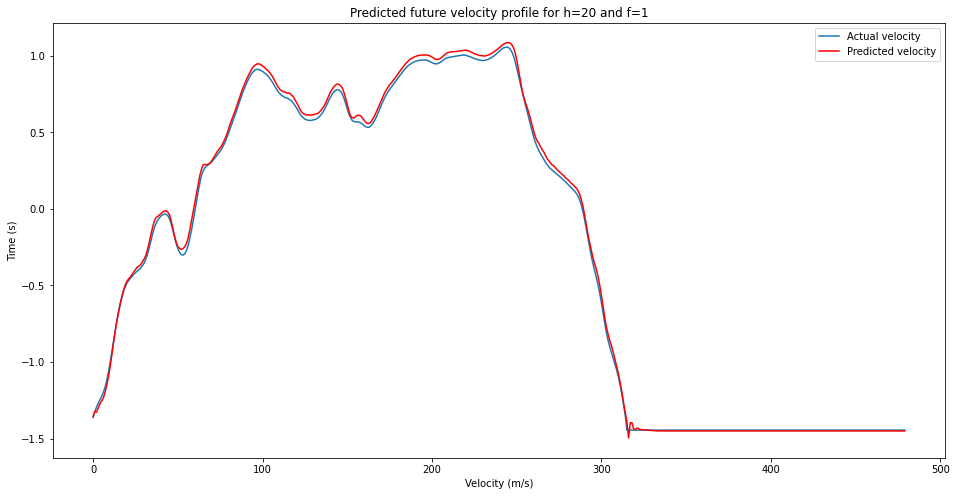 Predicted future velocity profile for h=20 and f=1
Actual velocity
Predicted velocity
1.0
0.5
0.0
−0.5
−1.0
−1.5
Time (s)
0 100 200 300 400 500
Velocity (m/s)